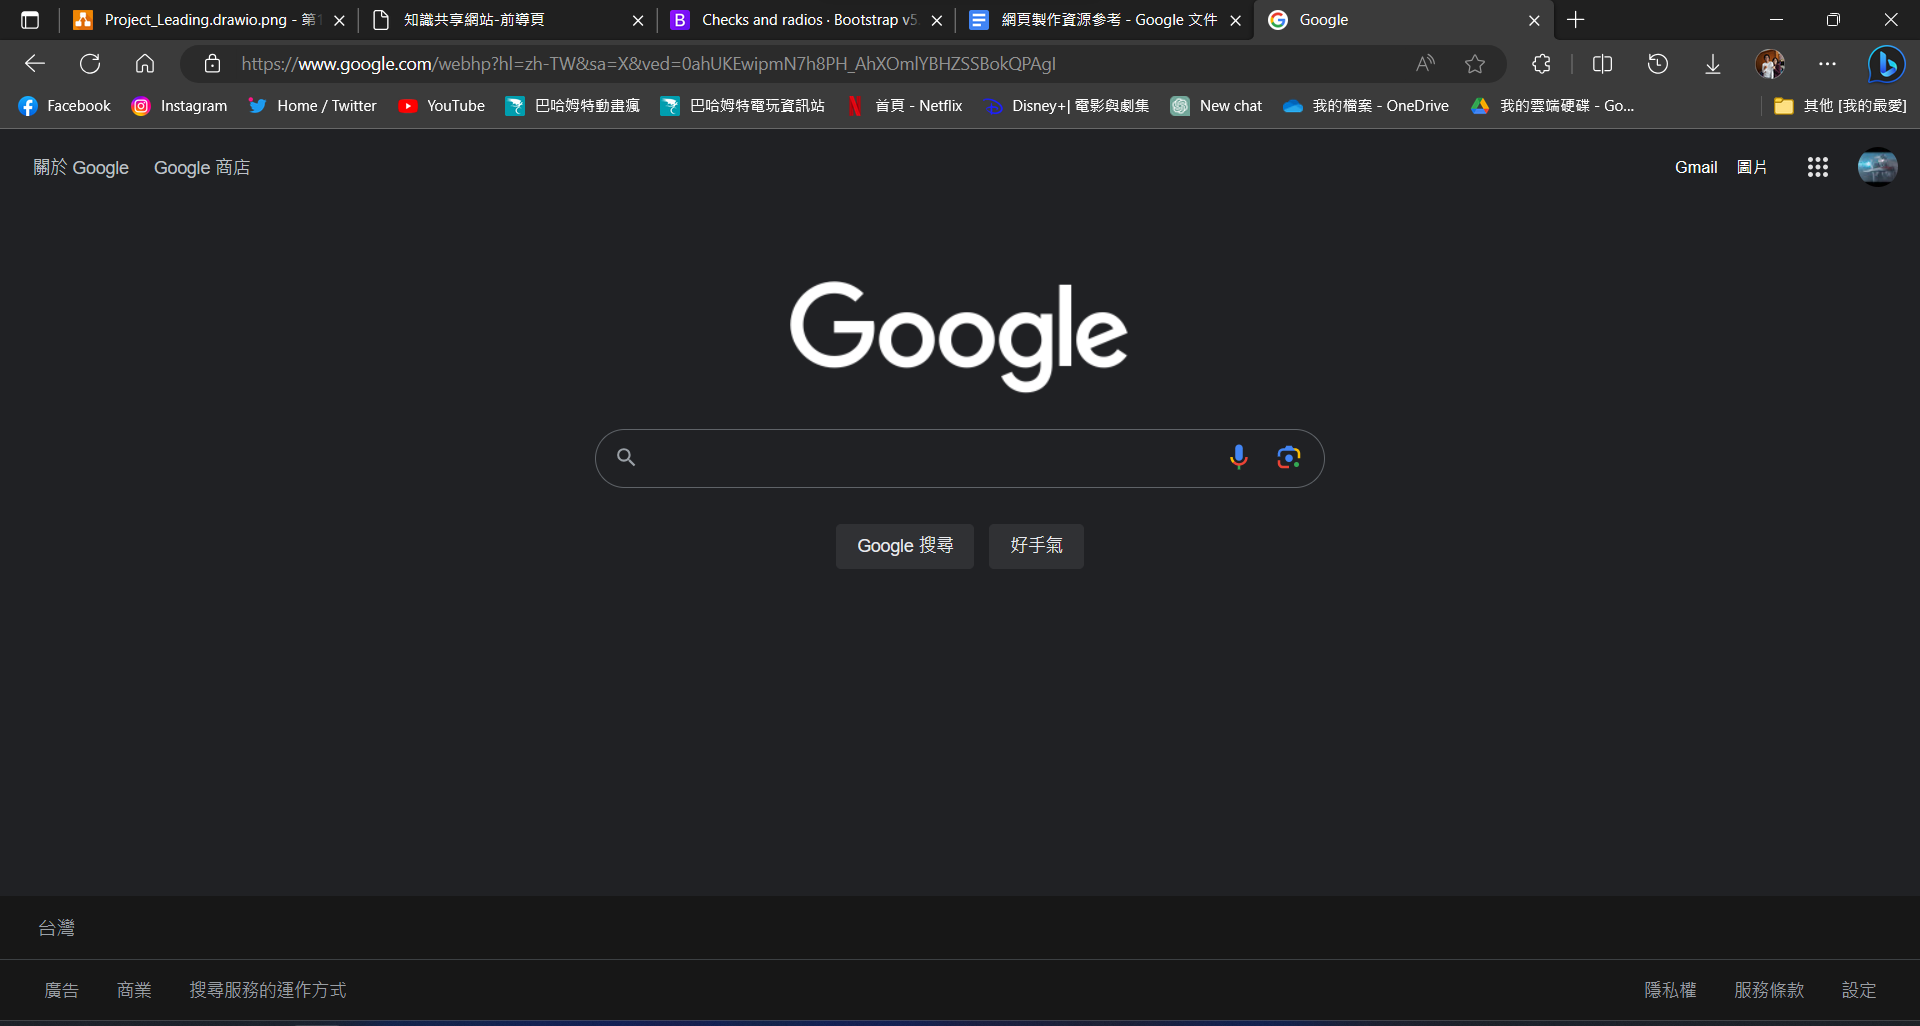 Project_Leading.drawio.png - 第1
知識共享網站-前導頁
Checks and radios · Bootstrap v5.
網頁製作資源參考 - Google 文件
Google
https://www.google.com/webhp?hl=zh-TW&sa=X&ved=0ahUKEwipmN7h8PH_AhXOmlYBHZSSBokQPAgI
Facebook
Instagram
Home / Twitter
YouTube
巴哈姆特動畫瘋
巴哈姆特電玩資訊站
首頁 - Netflix
Disney+| 電影與劇集
New chat
我的檔案 - OneDrive
我的雲端硬碟 - Go...
其他 [我的最愛]
關於 Google
Google 商店
Gmail
圖片
Google
Google 搜尋
好手氣
台灣
廣告
商業
搜尋服務的運作方式
隱私權
服務條款
設定